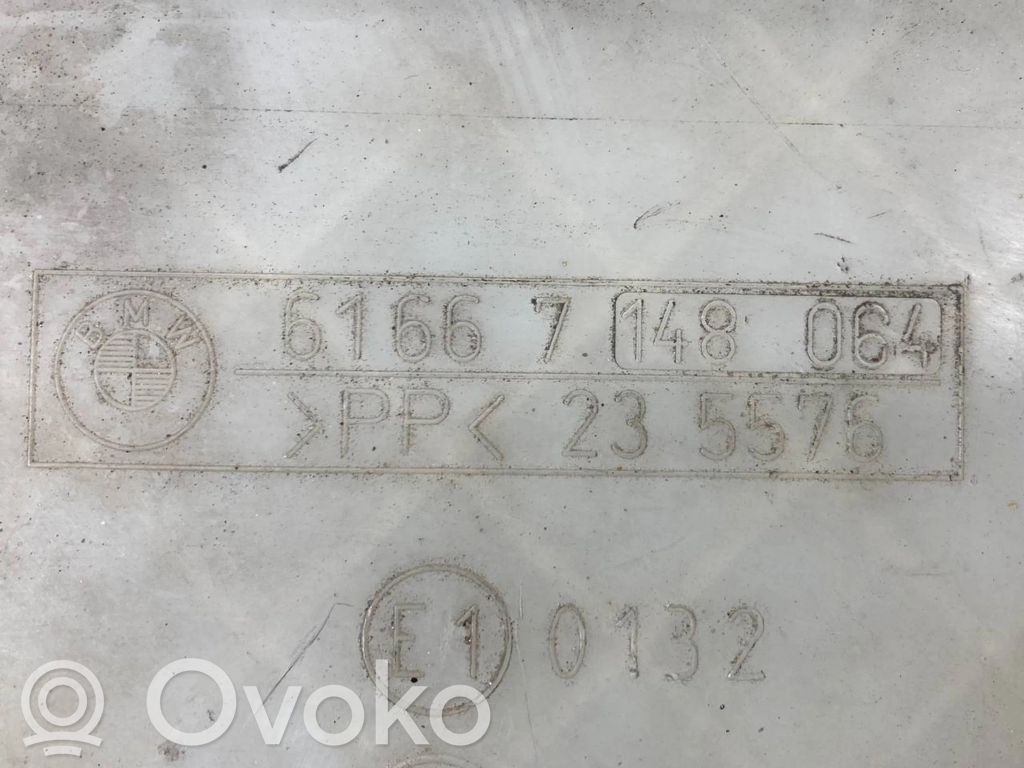 BMW
6166 7 148 064
>PP< 23 5576
E1 0132
Ovoko